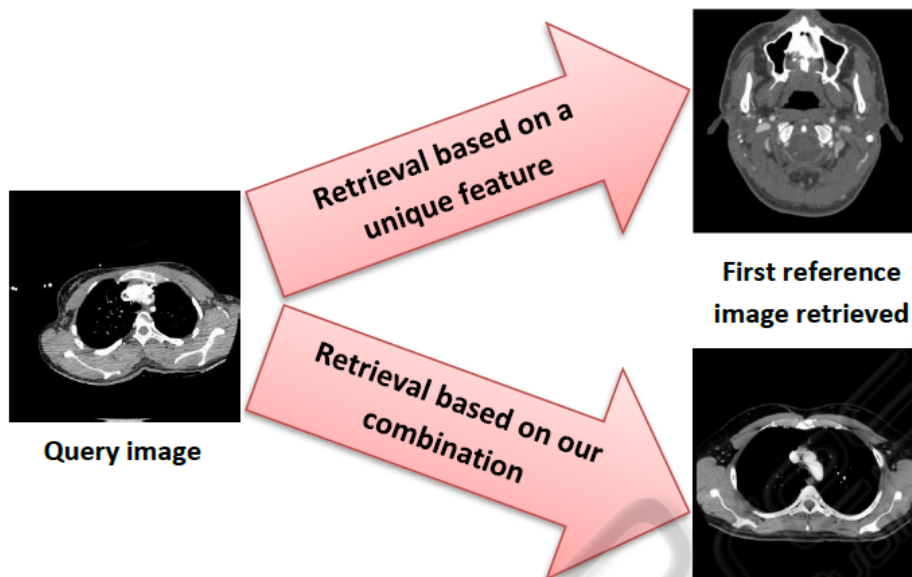 Retrieval based on a
unique feature
First reference
image retrieved
Retrieval based on our
combination
Query image